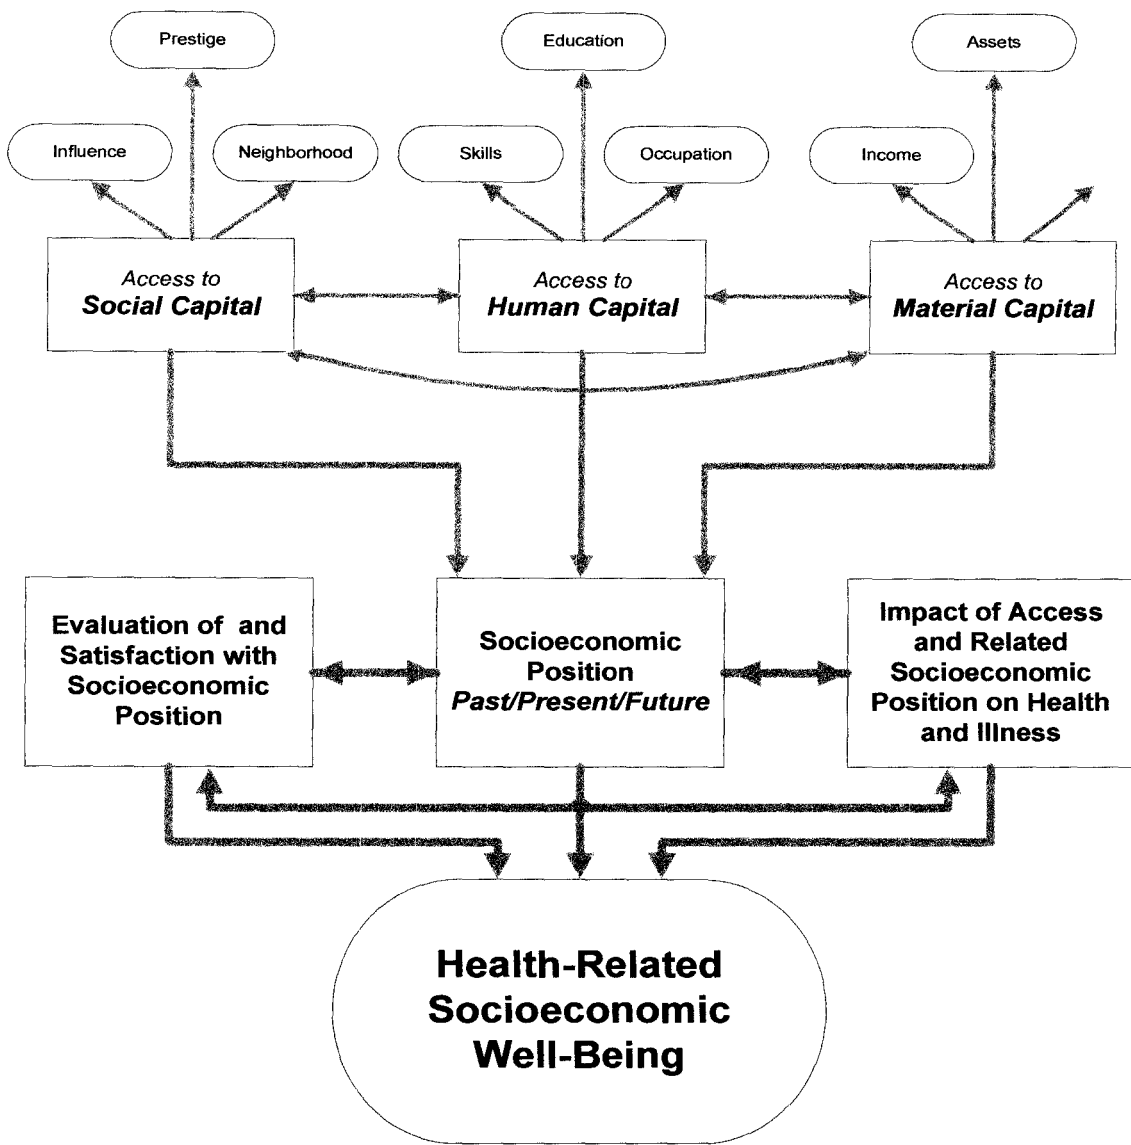 Prestige
Education
Assets
Influence
Neighborhood
Skills
Occupation
Income
Access to
Social Capital
Access to
Human Capital
Access to
Material Capital
Evaluation of and
Satisfaction with
Socioeconomic
Position
Socioeconomic
Position
Past/Present/Future
Impact of Access
and Related
Socioeconomic
Position on Health
and Illness
Health-Related
Socioeconomic
Well-Being